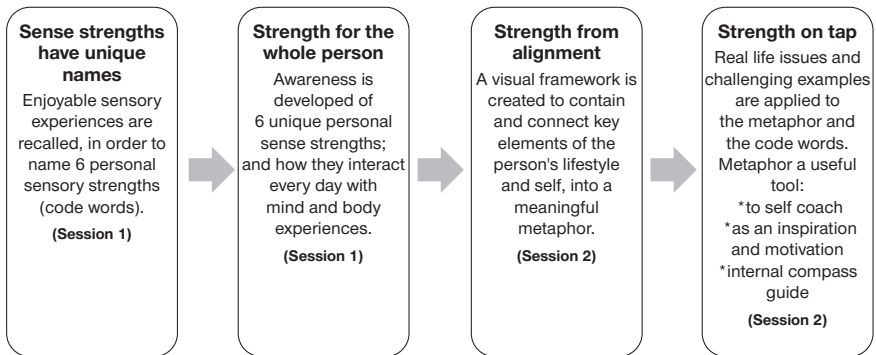 Sense strengths
have unique
names
Enjoyable sensory
experiences are
recalled, in order to
name 6 personal
sensory strengths
(code words).
(Session 1)
Strength for the
whole person
Awareness is
developed of
6 unique personal
sense strengths;
and how they interact
every day with
mind and body
experiences.
(Session 1)
Strength from
alignment
A visual framework is
created to contain
and connect key
elements of the
person's lifestyle
and self, into a
meaningful
metaphor.
(Session 2)
Strength on tap
Real life issues and
challenging examples
are applied to
the metaphor and
the code words.
Metaphor a useful
tool:
*to self coach
*as an inspiration
and motivation
*internal compass
guide
(Session 2)